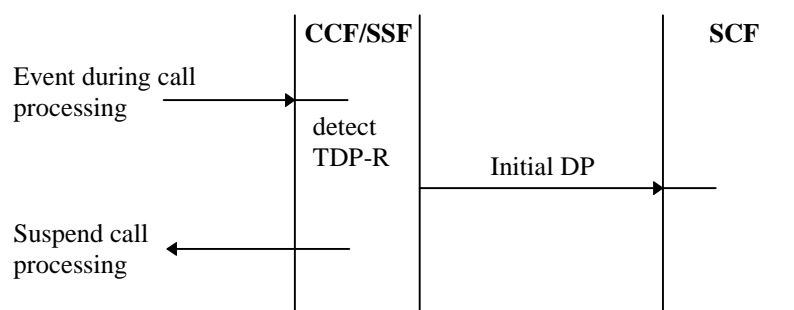 CCF/SSF
SCF
Event during call
processing
detect
TDP-R
Initial DP
Suspend call
processing